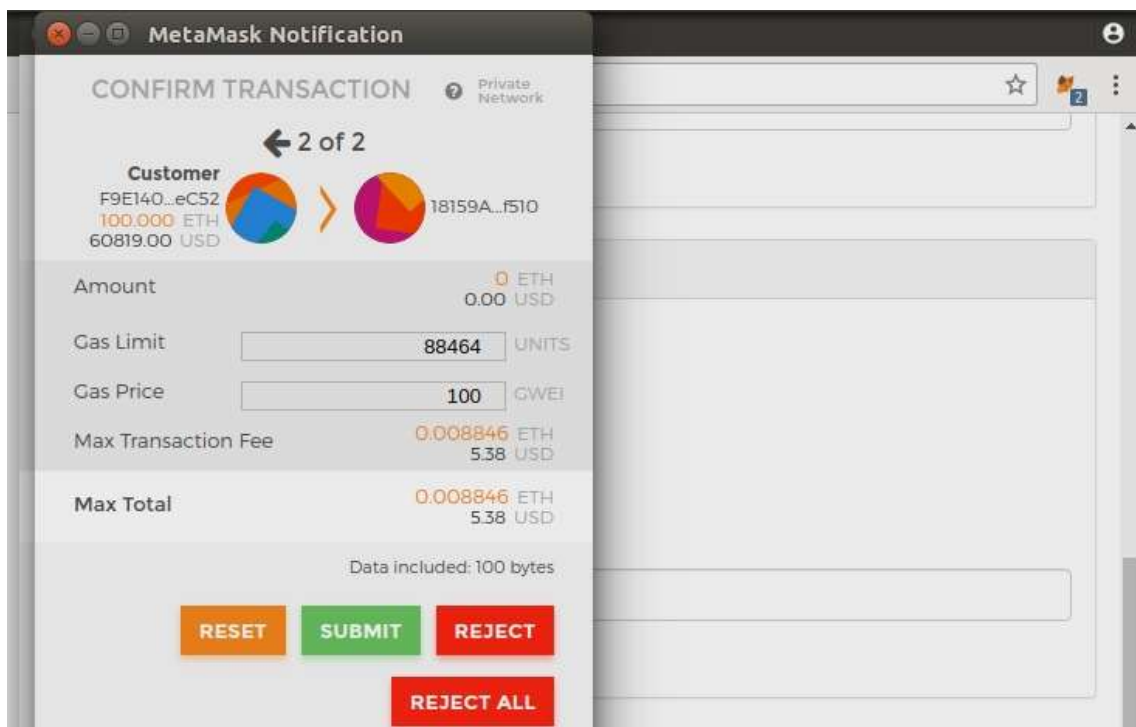 MetaMask Notification
CONFIRM TRANSACTION
? Private
Network
2 of 2
Customer
F9E140...eC52
100.000 ETH
60819.00 USD
18159A...f510
Amount
0 ETH
0.00 USD
Gas Limit
88464 UNITS
Gas Price
100 GWEI
Max Transaction Fee
0.008846 ETH
5.38 USD
Max Total
0.008846 ETH
5.38 USD
Data included: 100 bytes
RESET SUBMIT REJECT
REJECT ALL
2